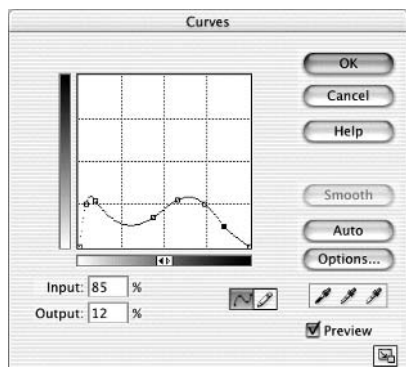 Curves
OK
Cancel
Help
Smooth
Auto
Options...
Input: 85 %
Output: 12 %
Preview